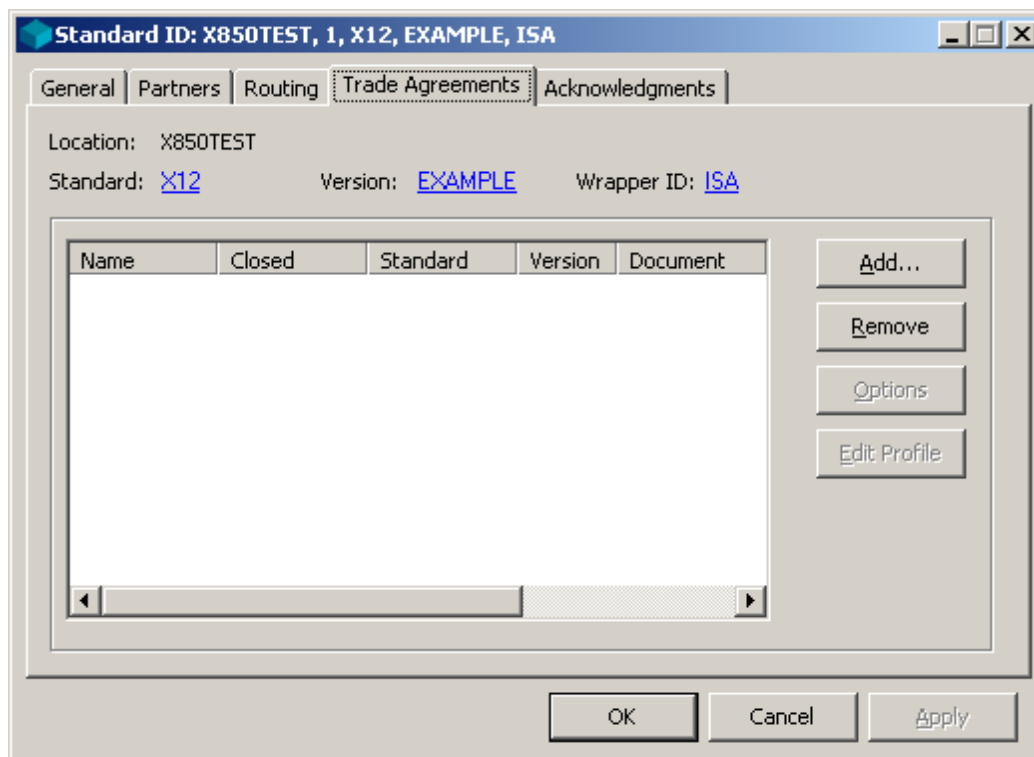 Standard ID: X850TEST, 1, X12, EXAMPLE, ISA
General Partners Routing Trade Agreements Acknowledgments
Location: X850TEST
Standard: X12 Version: EXAMPLE Wrapper ID: ISA
Name Closed Standard Version Document
Add...
Remove
Options
Edit Profile
OK Cancel Apply